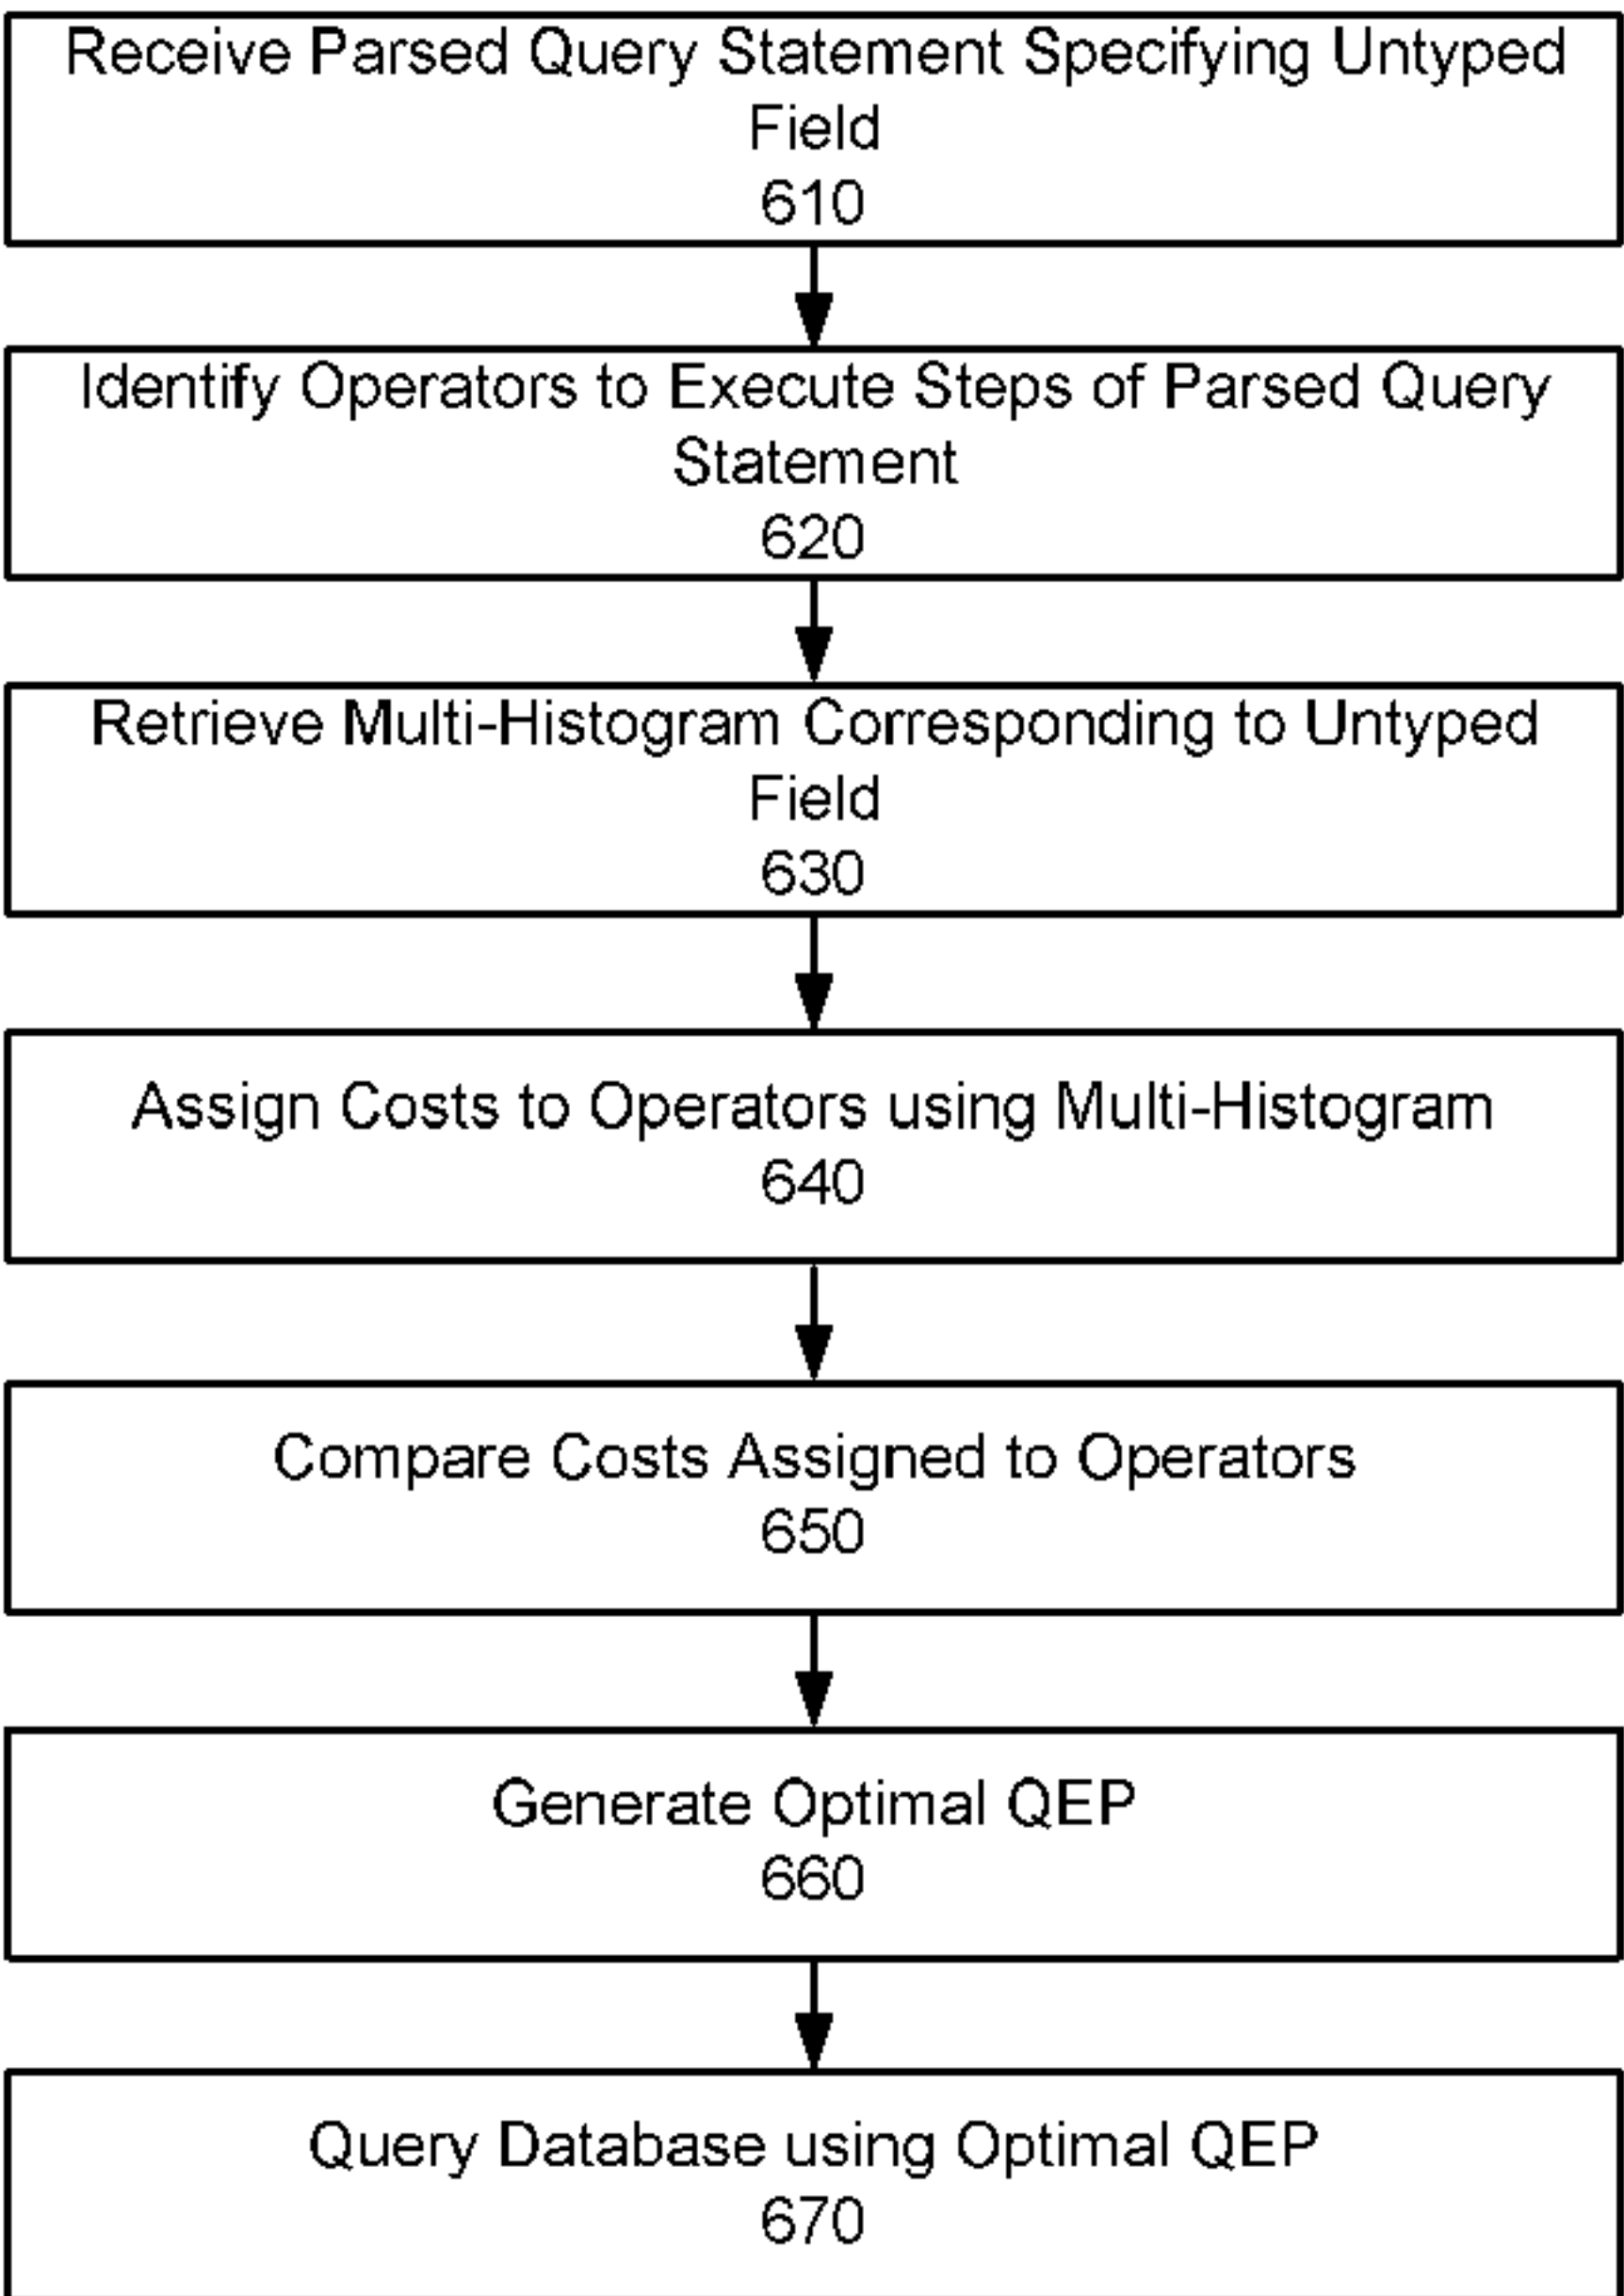 Receive Parsed Query Statement Specifying Untyped
Field
610
Identify Operators to Execute Steps of Parsed Query
Statement
620
Retrieve Multi-Histogram Corresponding to Untyped
Field
630
Assign Costs to Operators using Multi-Histogram
640
Compare Costs Assigned to Operators
650
Generate Optimal QEP
660
Query Database using Optimal QEP
670